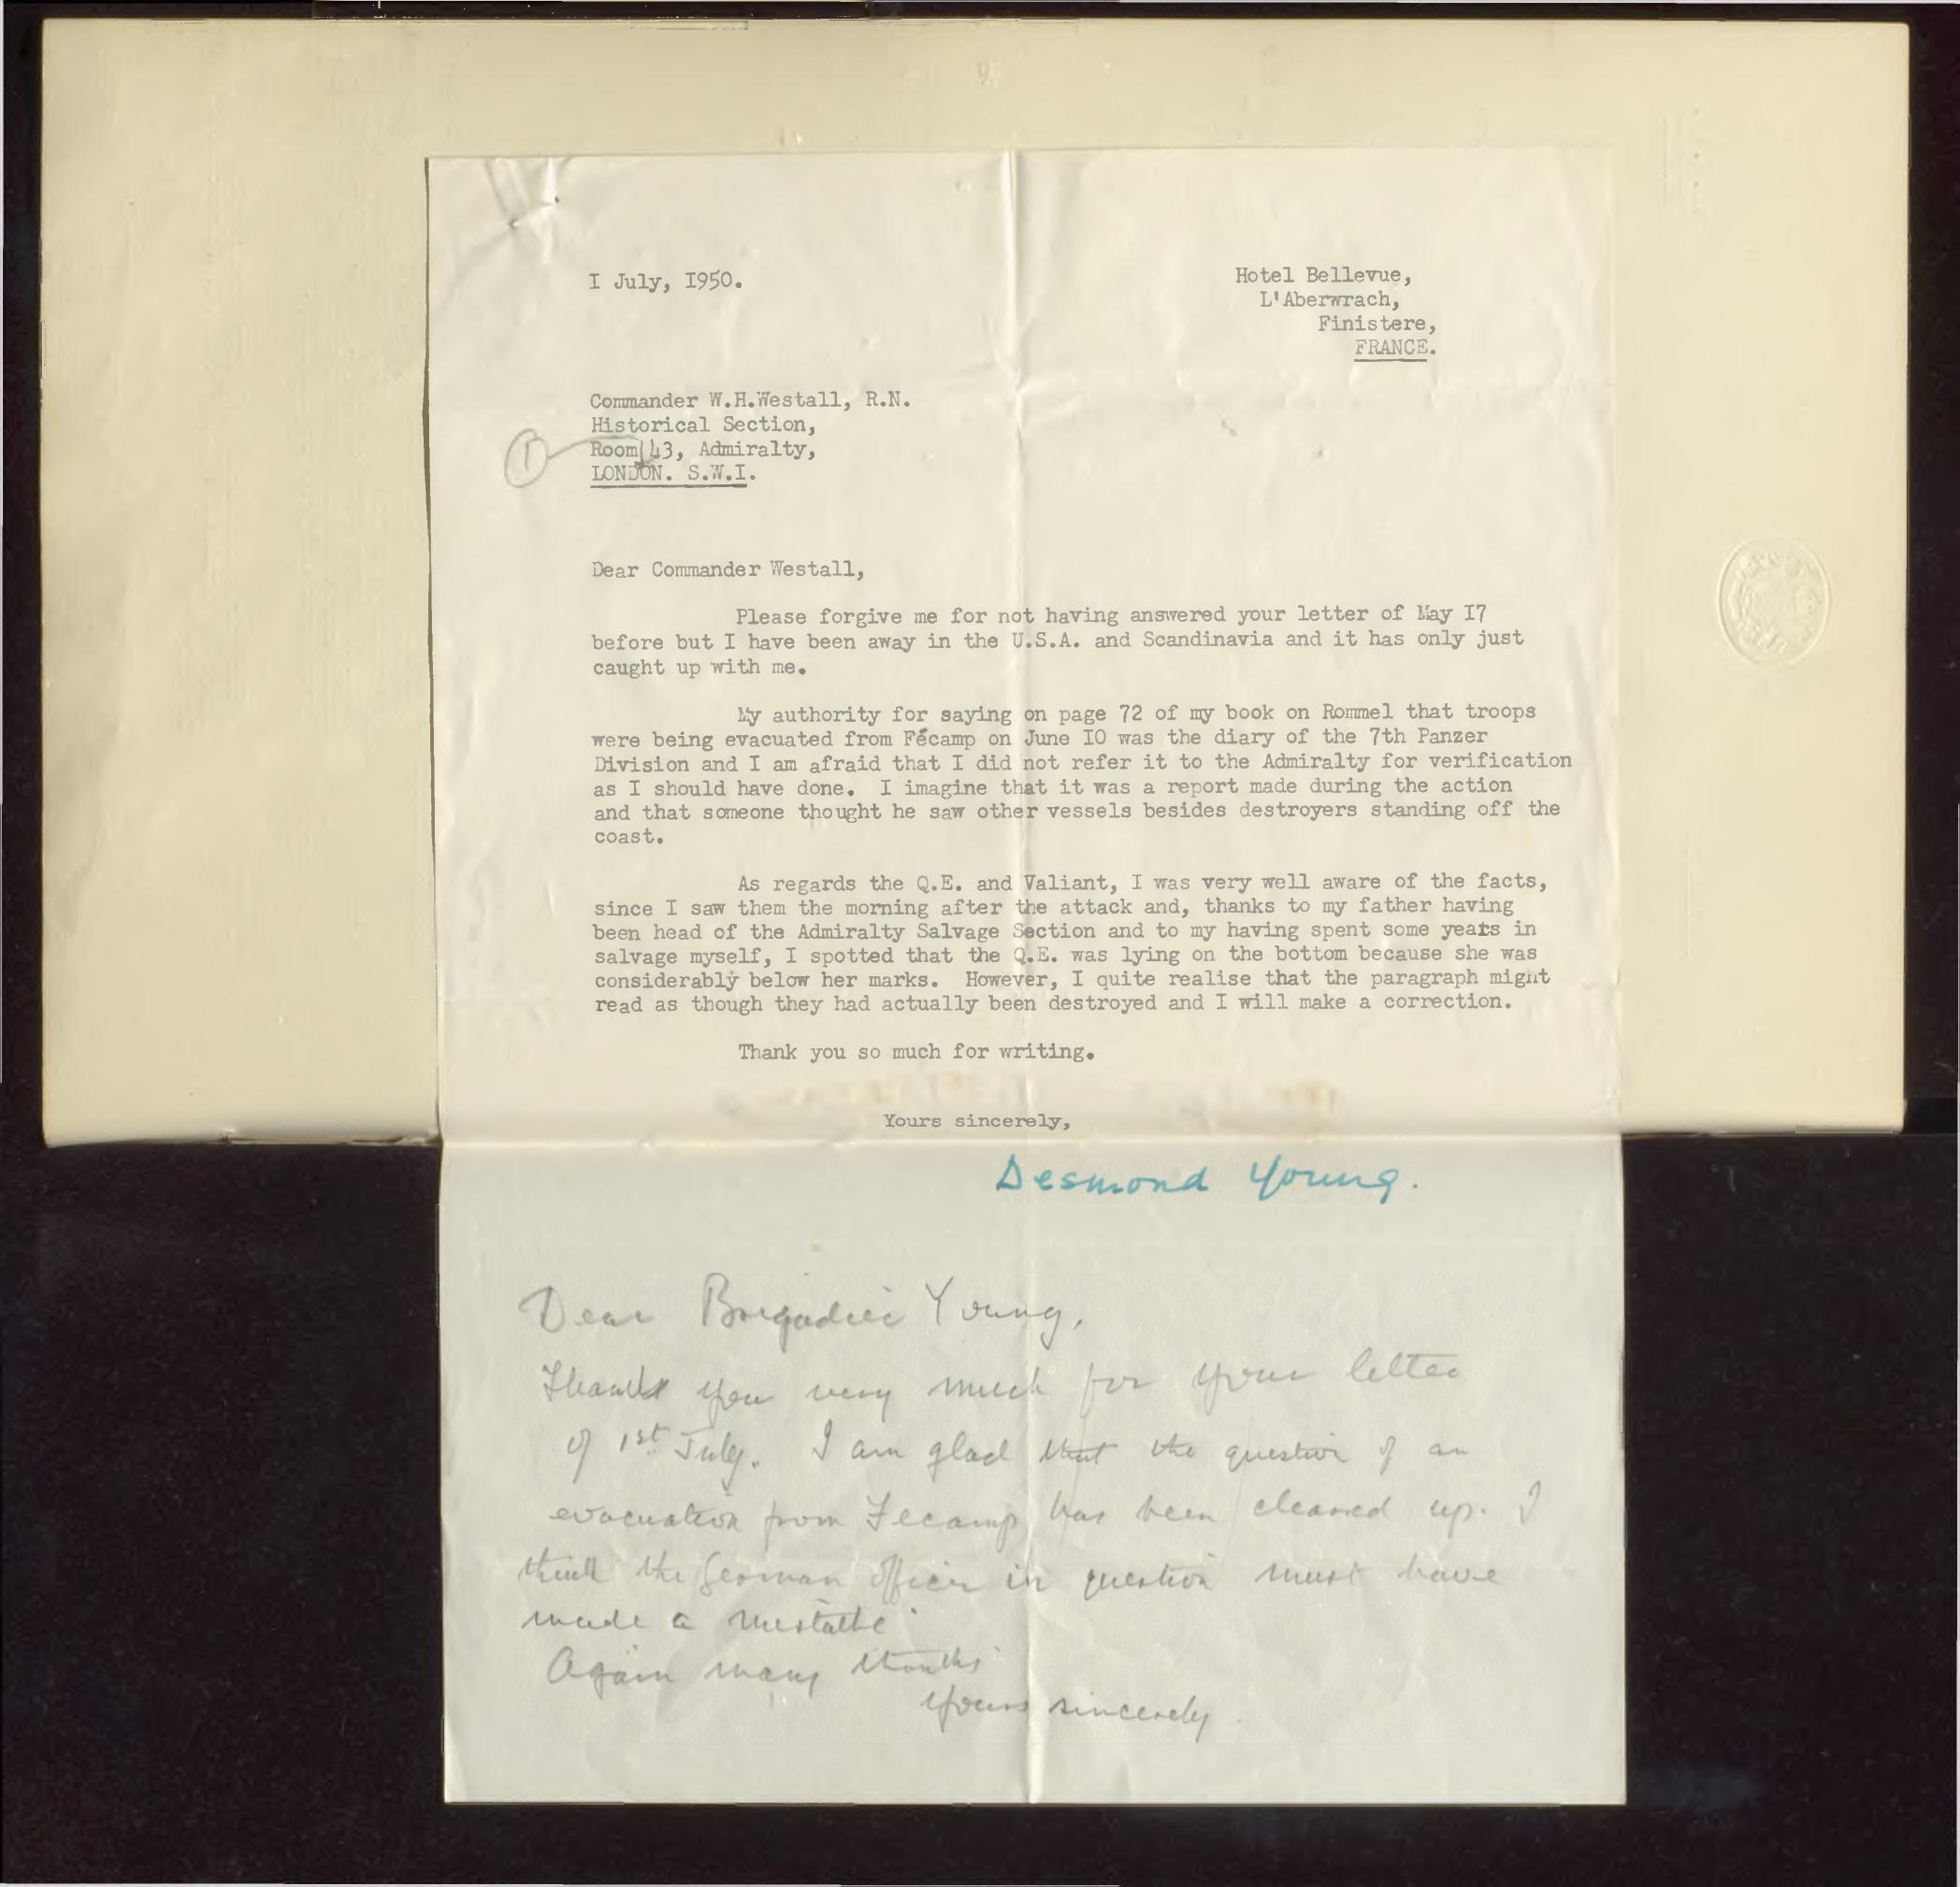 I July, I950.
Hotel Bellevue,
L'Aberwrach,
Finistere,
FRANCE.
Commander W.H.Westall, R.N.
Historical Section,
Room 43, Admiralty,
LONDON. S.W.I.
Dear Commander Westall,
Please forgive me for not having answered your letter of May I7
before but I have been away in the U.S.A. and Scandinavia and it has only just
caught up with me.
My authority for saying on page 72 of my book on Rommel that troops
were being evacuated from Fécamp on June IO was the diary of the 7th Panzer
Division and I am afraid that I did not refer it to the Admiralty for verification
as I should have done. I imagine that it was a report made during the action
and that someone thought he saw other vessels besides destroyers standing off the
coast.
As regards the Q.E. and Valiant, I was very well aware of the facts,
since I saw them the morning after the attack and, thanks to my father having
been head of the Admiralty Salvage Section and to my having spent some years in
salvage myself, I spotted that the Q.E. was lying on the bottom because she was
considerably below her marks. However, I quite realise that the paragraph might
read as though they had actually been destroyed and I will make a correction.
Thank you so much for writing.
Yours sincerely,
Desmond Young.
Dear Brigadier Young,
Thank you very much for your letter
of 1st July. I am glad that the question of an
evacuation from Fecamp has been cleared up. I
think the German officer in question must have
made a mistake.
Again many thanks
Yours sincerely.